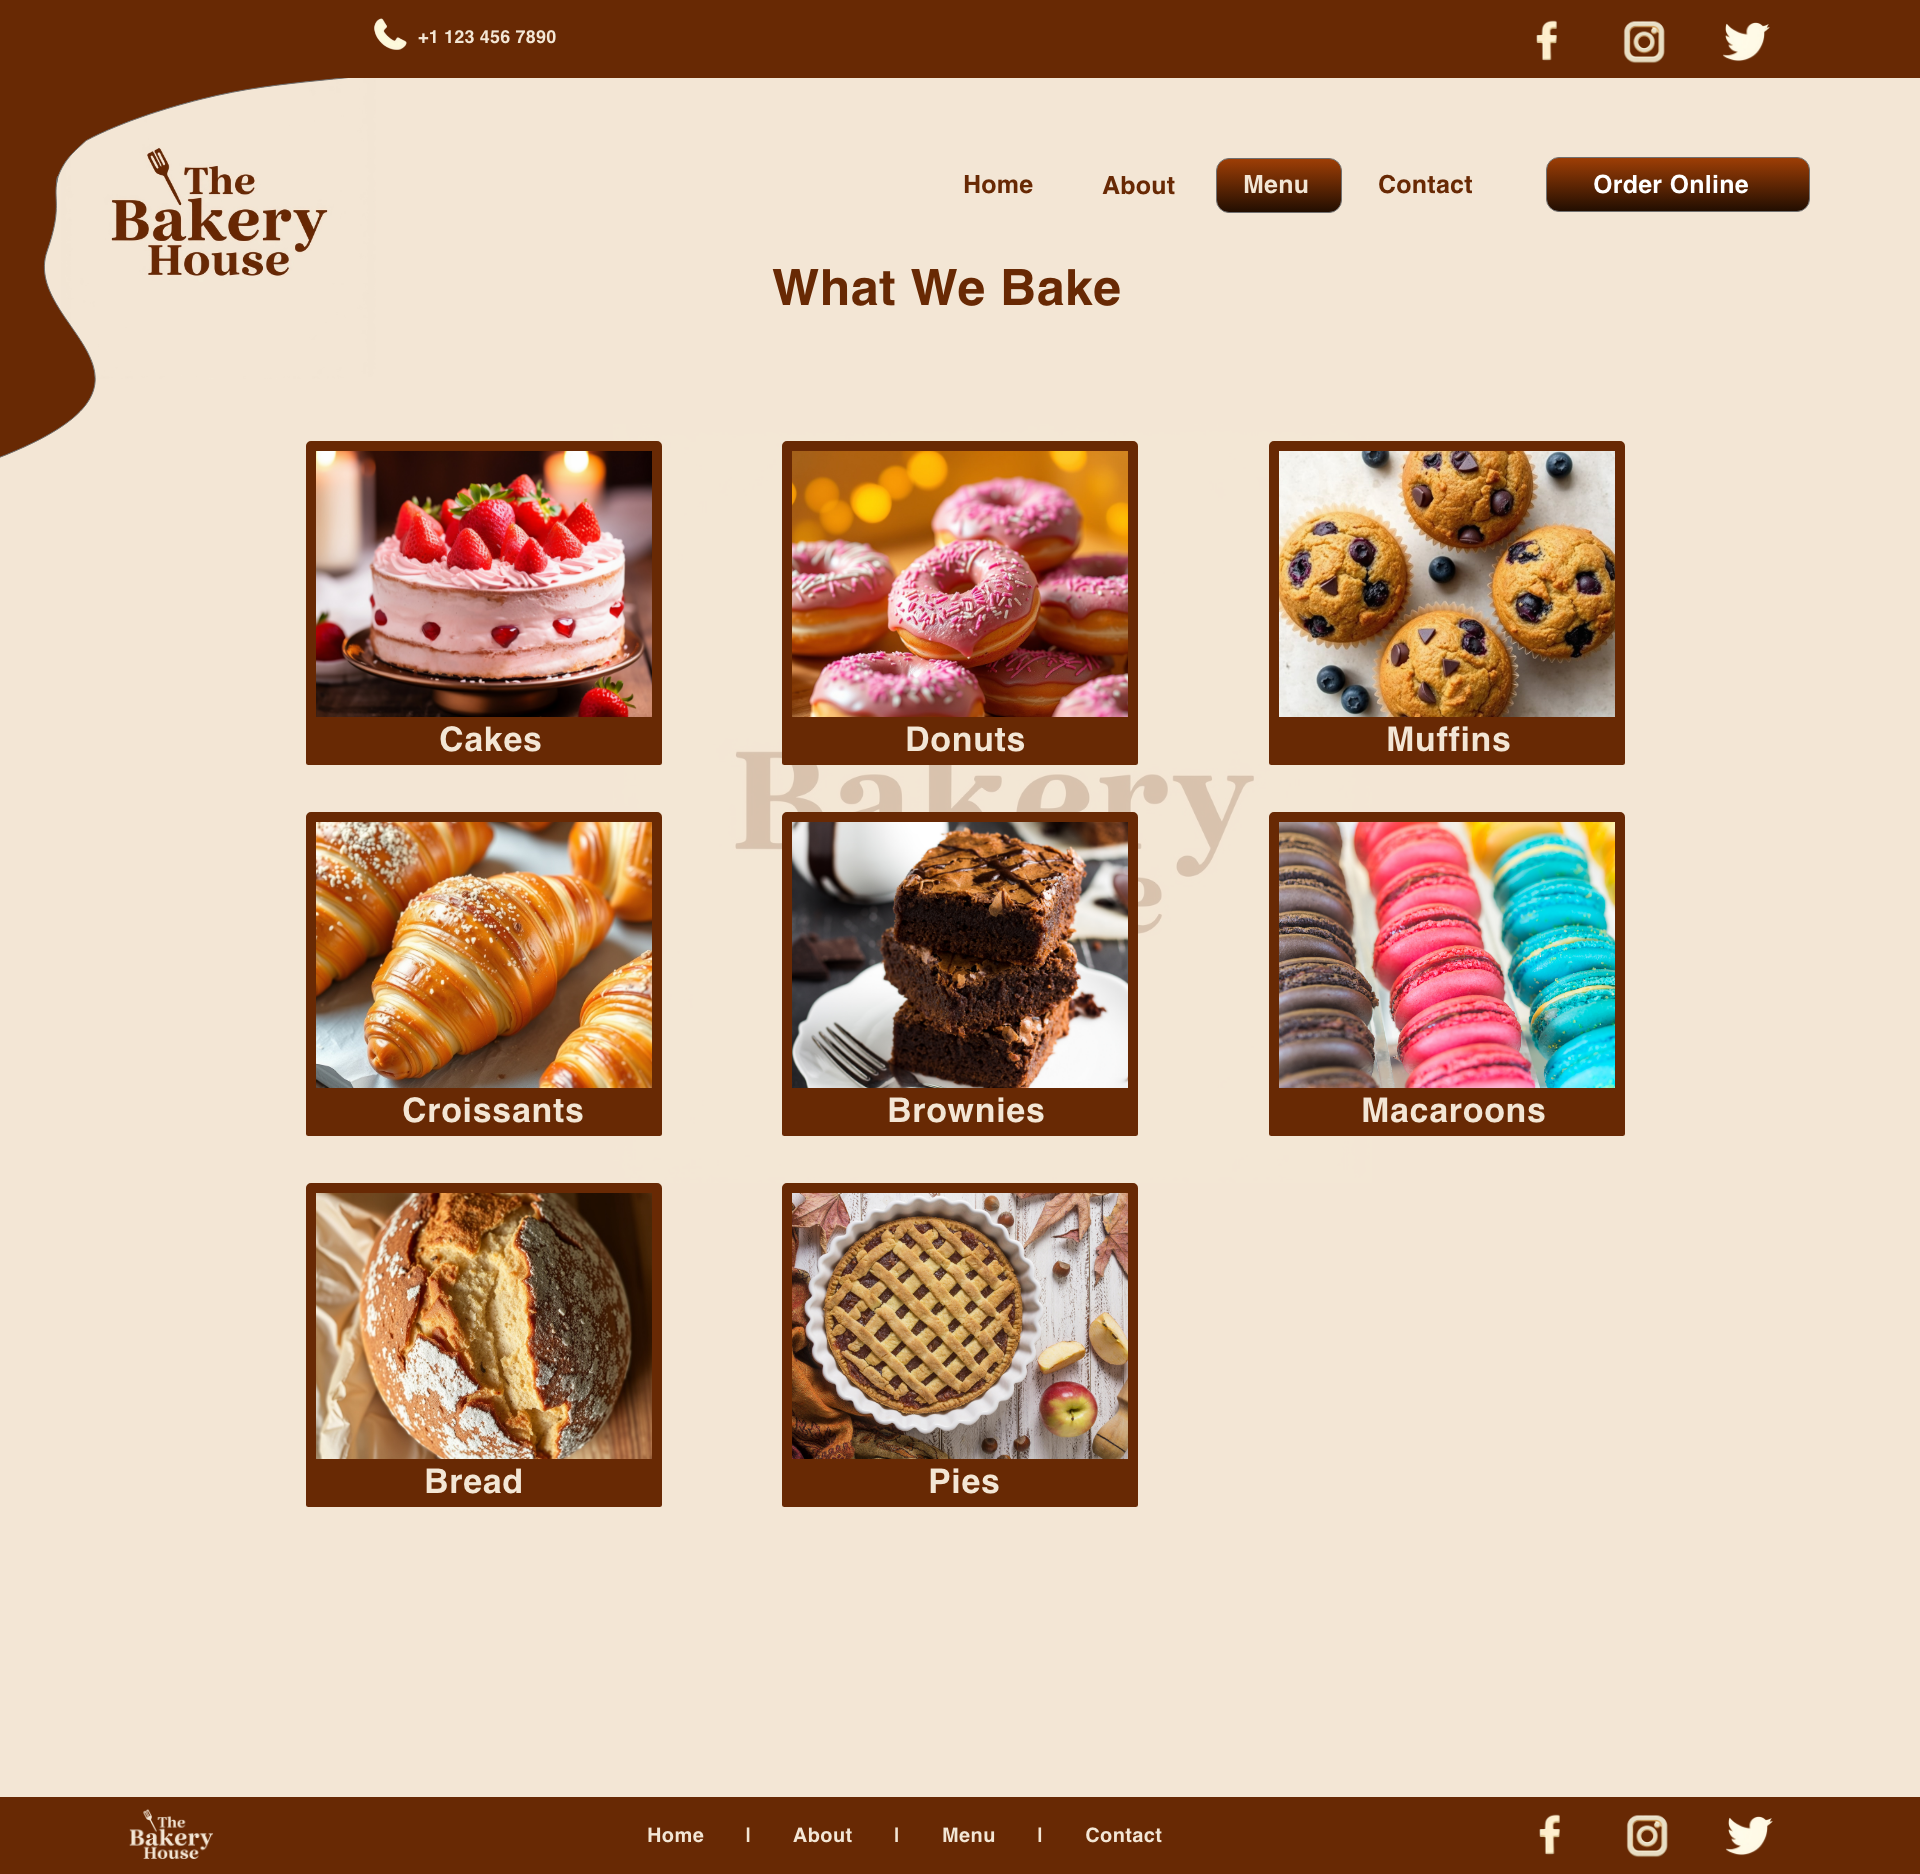 +1 123 456 7890
The
Bakery
House
Home
About
Menu
Contact
Order Online
What We Bake
Cakes
Donuts
Muffins
Bakery
e
Croissants
Brownies
Macaroons
Bread
Pies
The
Bakery
House
Home | About | Menu | Contact